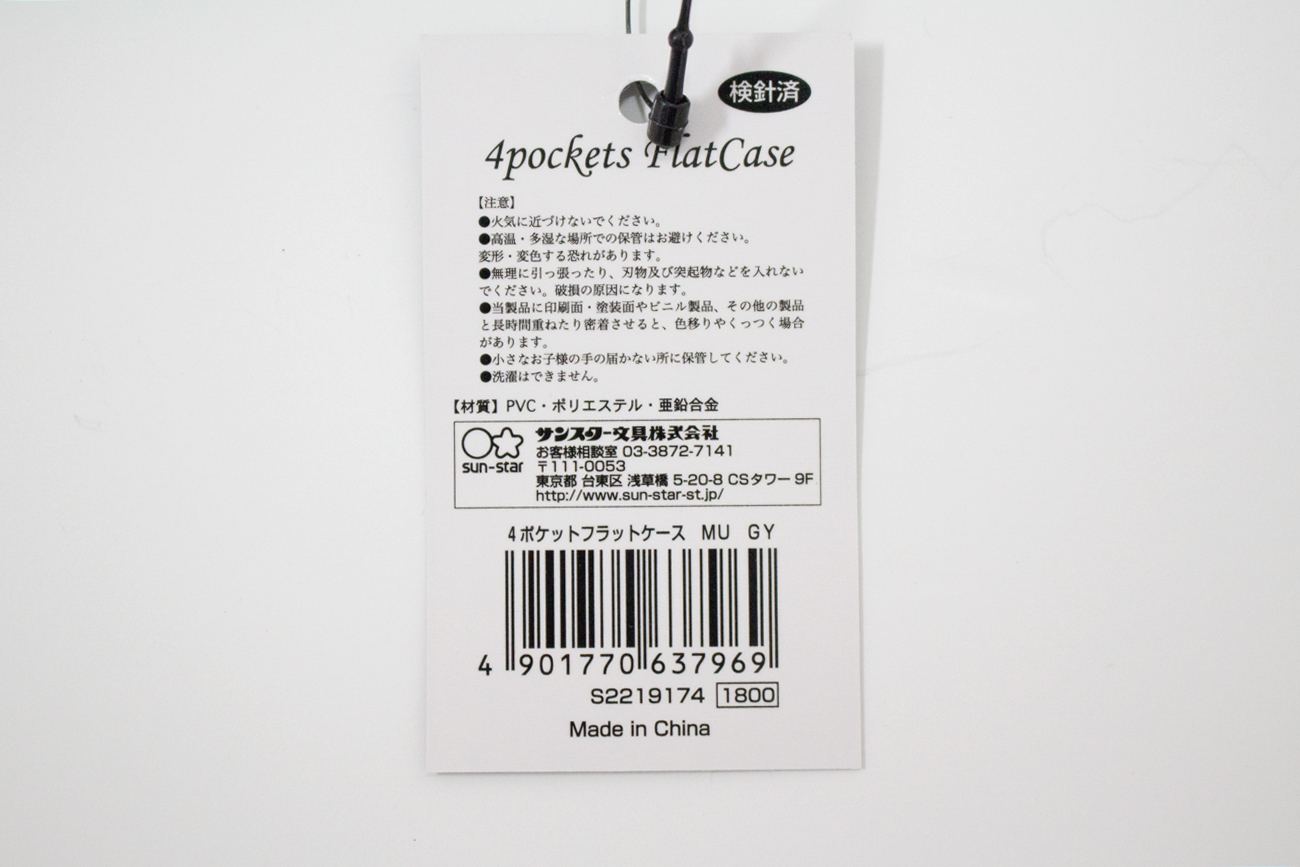 検針済
4pockets FlatCase
【注意】
●火気に近づけないでください。
●高温・多湿な場所での保管はお避けください。
変形・変色する恐れがあります。
●無理に引っ張ったり、刃物及び突起物などを入れない
でください。破損の原因になります。
●当製品に印刷面・塗装面やビニル製品、その他の製品
と長時間重ねたり密着させると、色移りやくっつく場合
があります。
●小さなお子様の手の届かない所に保管してください。
●洗濯はできません。
【材質】PVC・ポリエステル・亜鉛合金
sun-star
サンスター文具株式会社
お客様相談室 03-3872-7141
〒111-0053
東京都 台東区 浅草橋 5-20-8 CSタワー 9F
http://www.sun-star-st.jp/
4ポケットフラットケース MU GY
4 901770 637969
S2219174 1800
Made in China